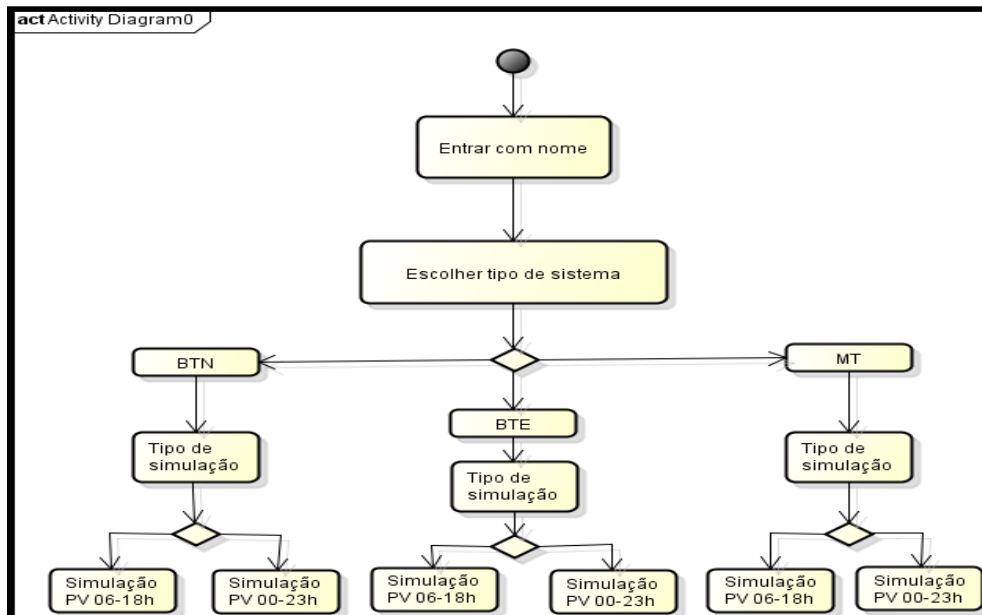 act Activity Diagram0
Entrar com nome
Escolher tipo de sistema
BTN
MT
BTE
Tipo de
simulação
Tipo de
simulação
Tipo de
simulação
Simulação
PV 06-18h
Simulação
PV 00-23h
Simulação
PV 06-18h
Simulação
PV 00-23h
Simulação
PV 06-18h
Simulação
PV 00-23h